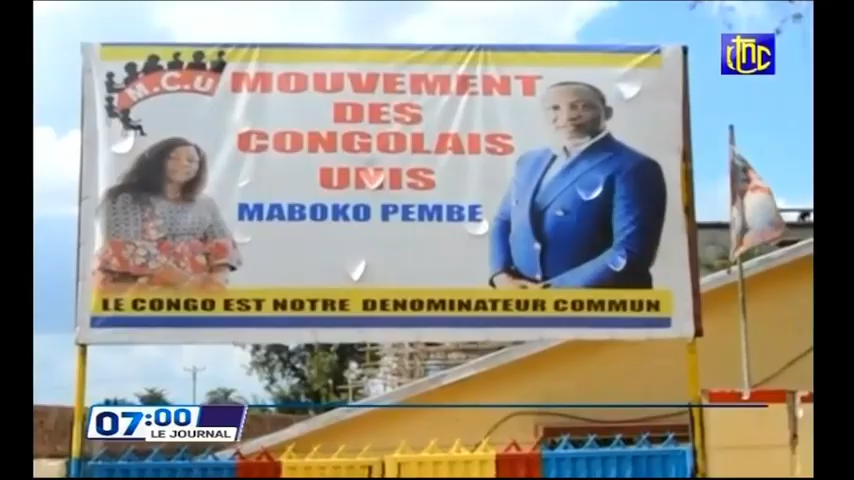 M.C.U
MOUVEMENT
DES
CONGOLAIS
UNIS
MABOKO PEMBE
LE CONGO EST NOTRE DENOMINATEUR COMMUN
07:00
LE JOURNAL